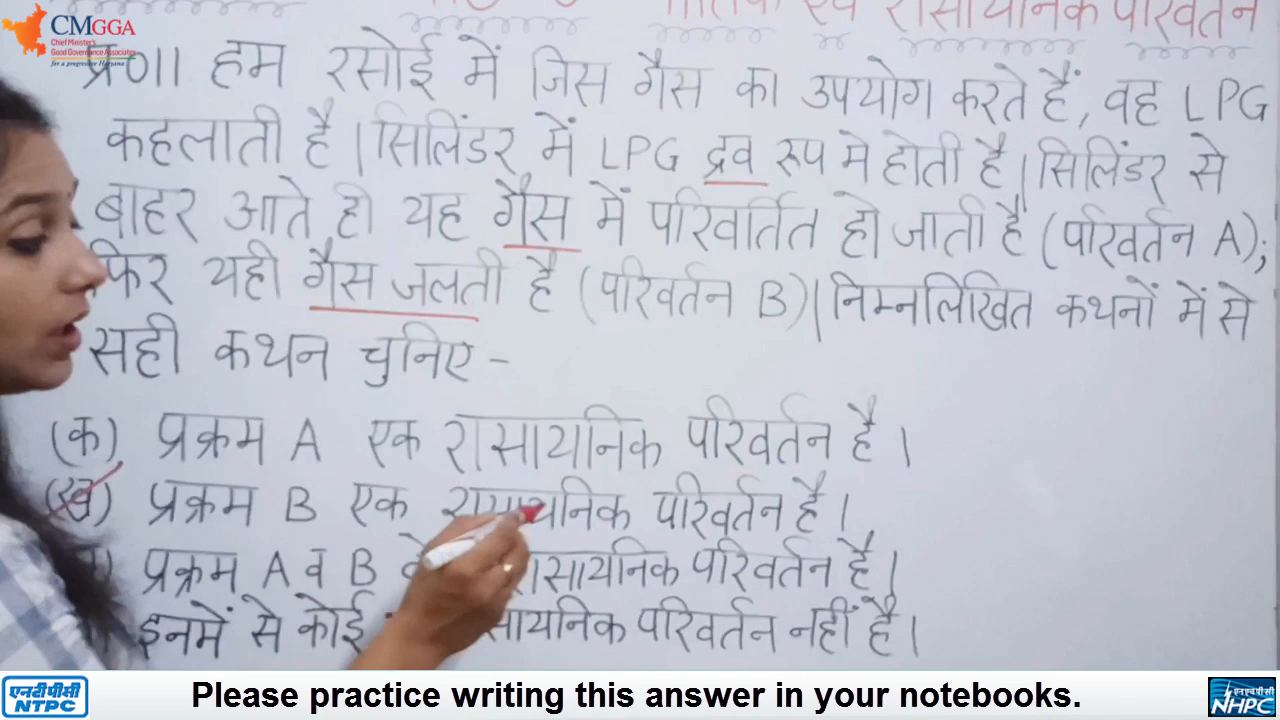 भौतिक एवं रासायनिक परिवर्तन
CMGGA
Chief Minister's
Good Governance Associates
for a progressive Haryana
प्र०11 हम रसोई में जिस गैस का उपयोग करते हैं, वह LPG
कहलाती है। सिलिंडर में LPG द्रव रूप मे होती है। सिलिंडर से
बाहर आते ही यह गैस में परिवर्तित हो जाती है (परिवर्तन A);
फिर यही गैस जलती है (परिवर्तन B)। निम्नलिखित कथनों में से
सही कथन चुनिए -
(क) प्रक्रम A एक रासायनिक परिवर्तन है।
(ख) प्रक्रम B एक रासायनिक परिवर्तन है।
प्रक्रम A व B रासायनिक परिवर्तन है।
इनमें से कोई रासायनिक परिवर्तन नहीं है।
एनटीपीसी
NTPC
Please practice writing this answer in your notebooks.
एनएचपीसी
NHPC